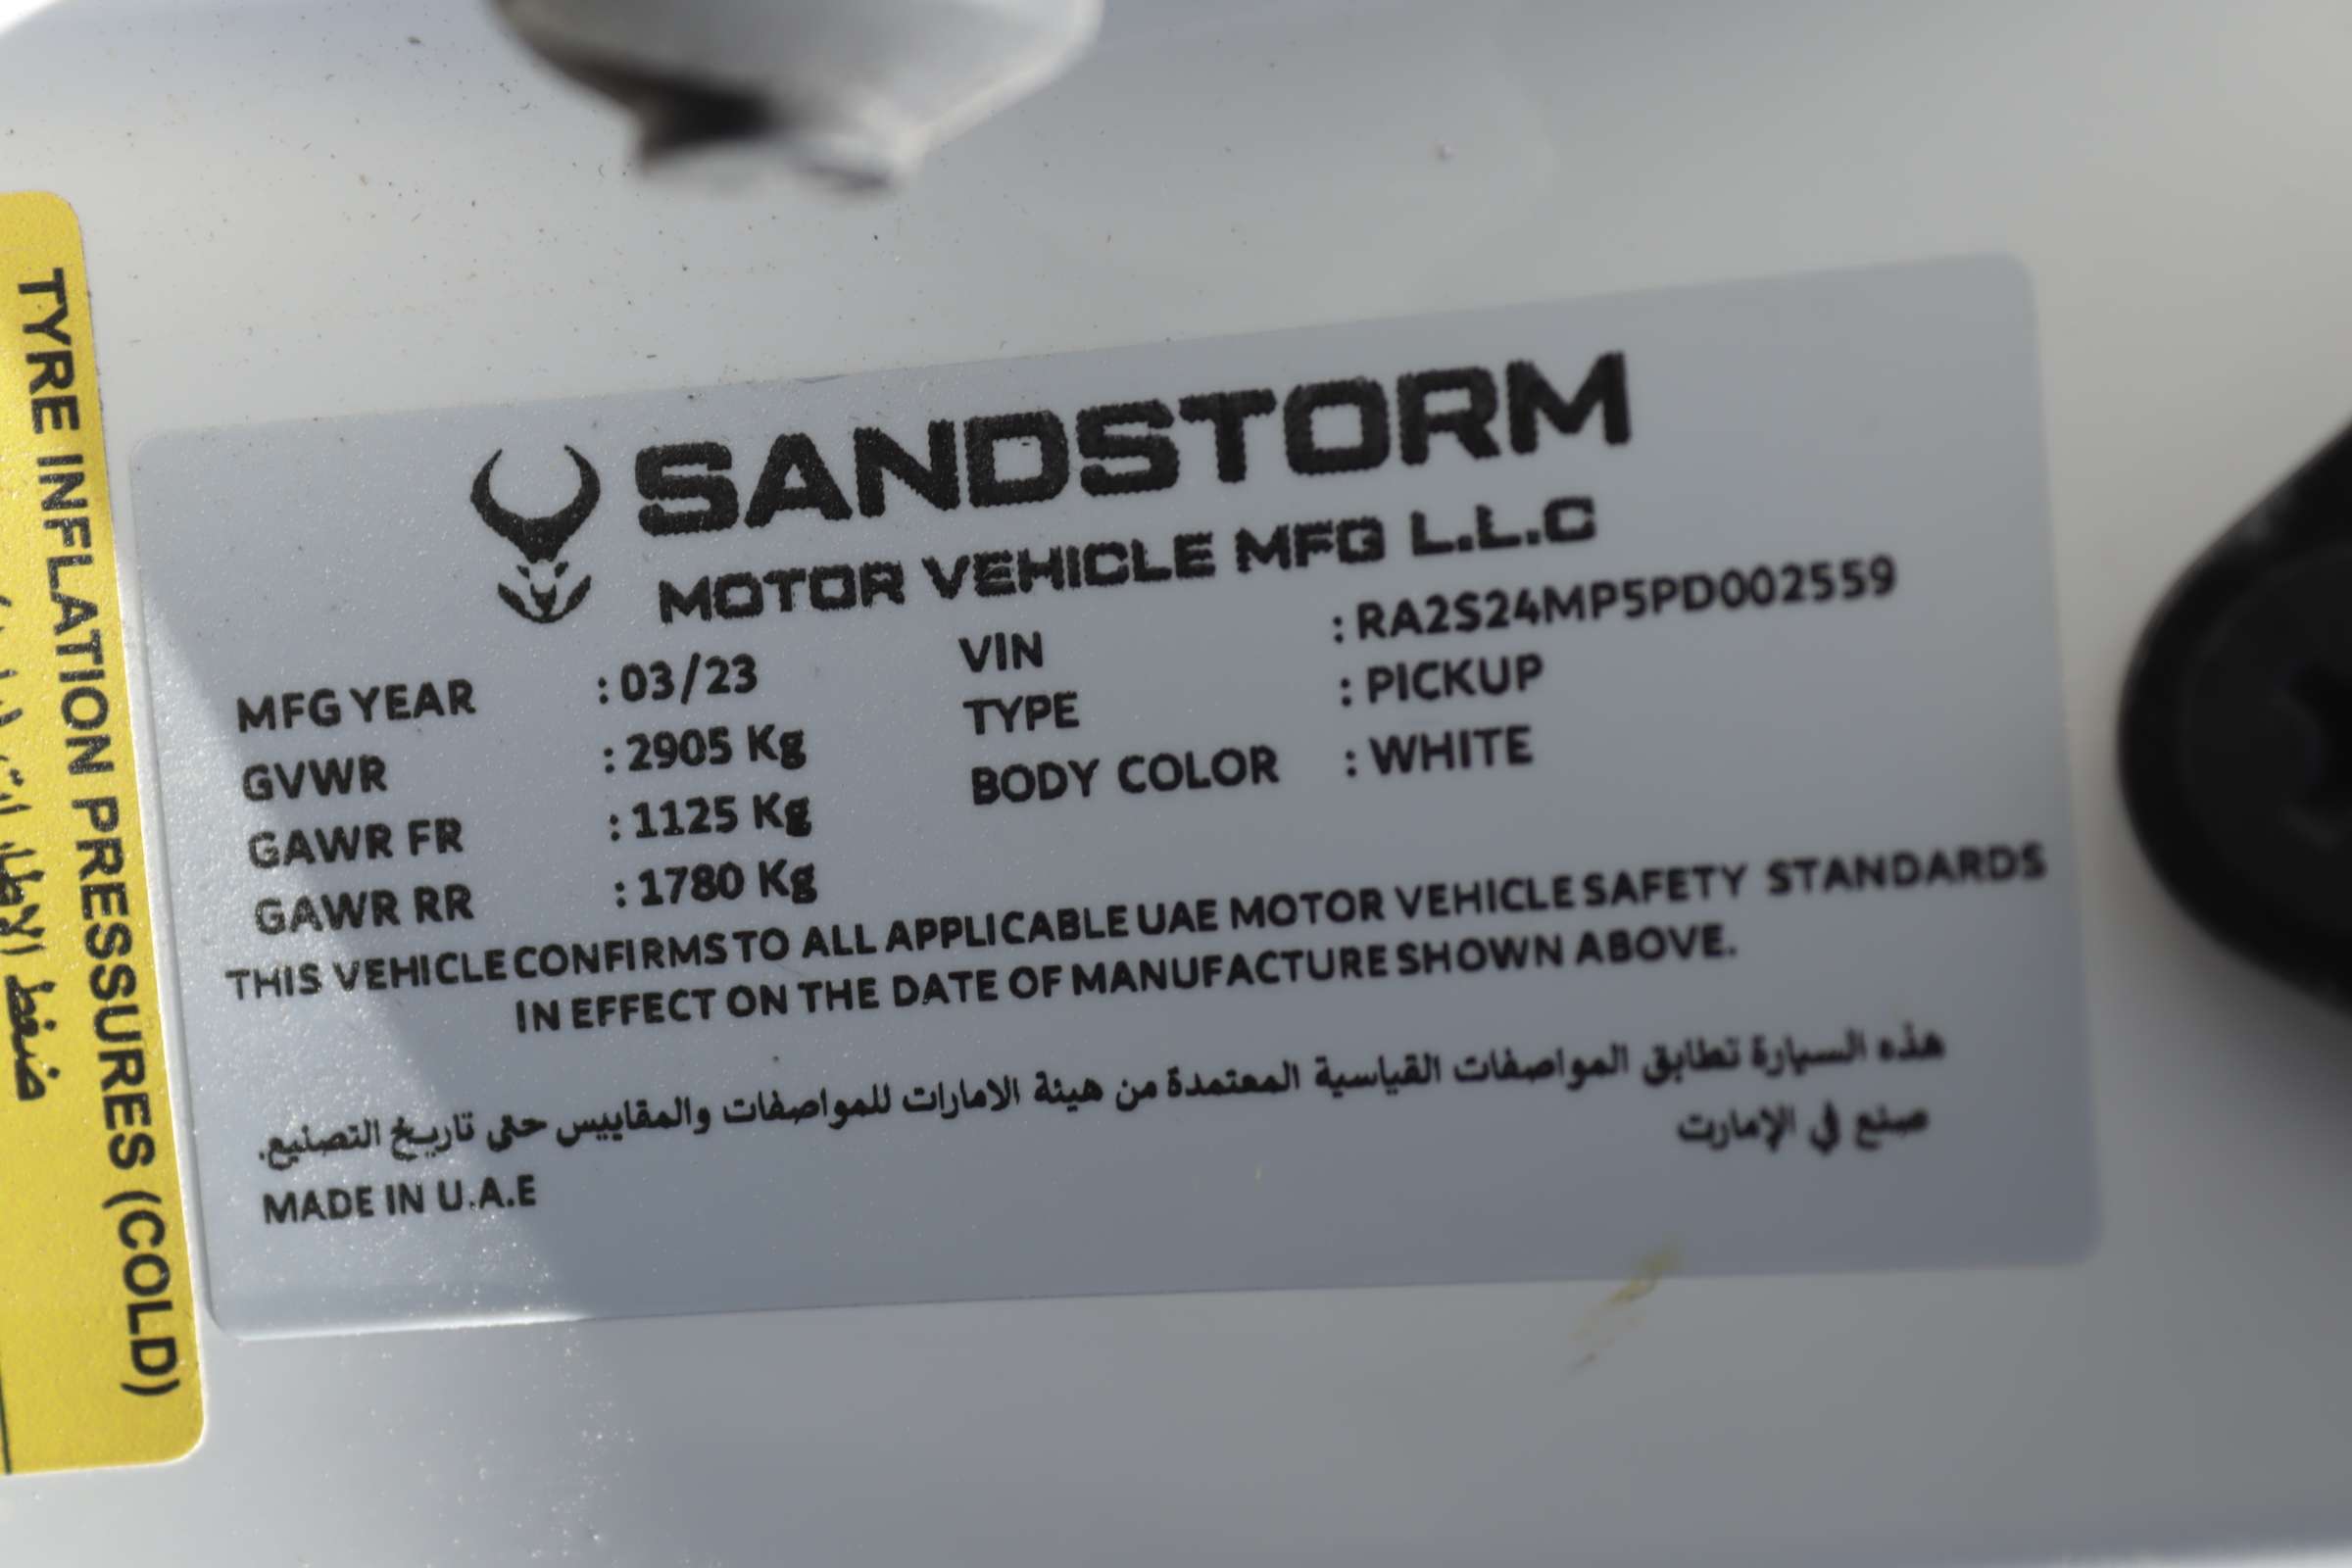 SANDSTORM
MOTOR VEHICLE MFG L.L.C
MFG YEAR : 03/23
GVWR : 2905 Kg
GAWR FR : 1125 Kg
GAWR RR : 1780 Kg
VIN : RA2S24MP5PD002559
TYPE : PICKUP
BODY COLOR : WHITE
THIS VEHICLE CONFIRMS TO ALL APPLICABLE UAE MOTOR VEHICLE SAFETY STANDARDS
IN EFFECT ON THE DATE OF MANUFACTURE SHOWN ABOVE.
هذه السيارة تطابق المواصفات القياسية المعتمدة من هيئة الامارات للمواصفات والمقاييس حتى تاريخ التصنيع.
صنع في الإمارت
MADE IN U.A.E
TYRE INFLATION PRESSURES (COLD)
ضغط